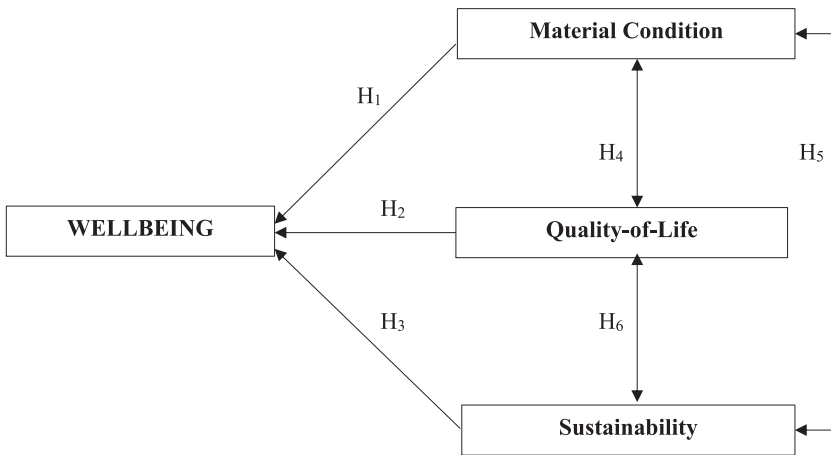 Material Condition
H₁
H₄
H₅
H₂
WELLBEING
Quality-of-Life
H₃
H₆
Sustainability